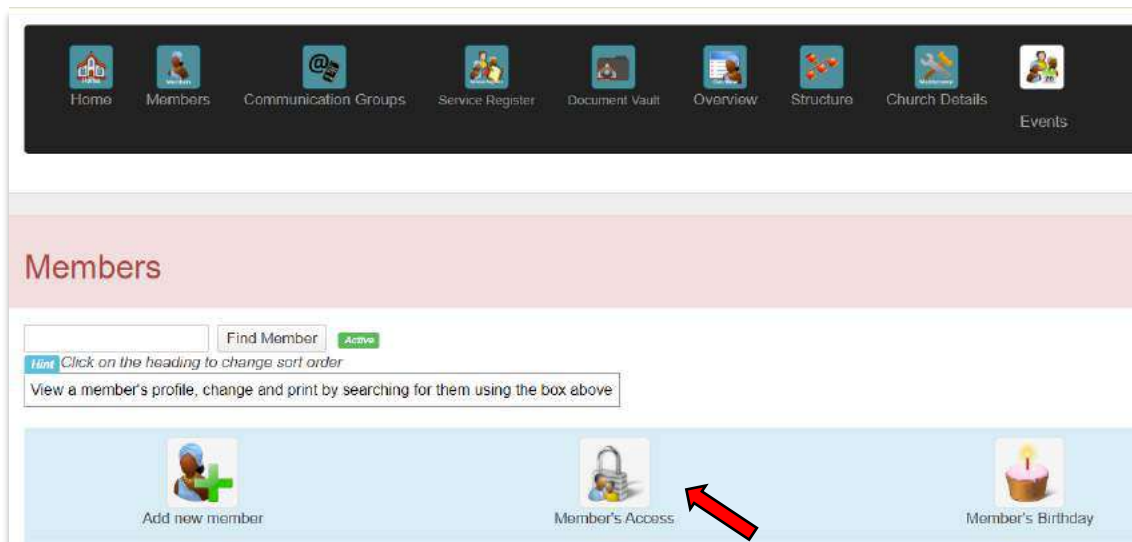 Home Members Communication Groups Service Register Document Vault Overview Structure Church Details
Events
Members
Find Member Active
Hint Click on the heading to change sort order
View a member's profile, change and print by searching for them using the box above
Add new member Member's Access Member's Birthday